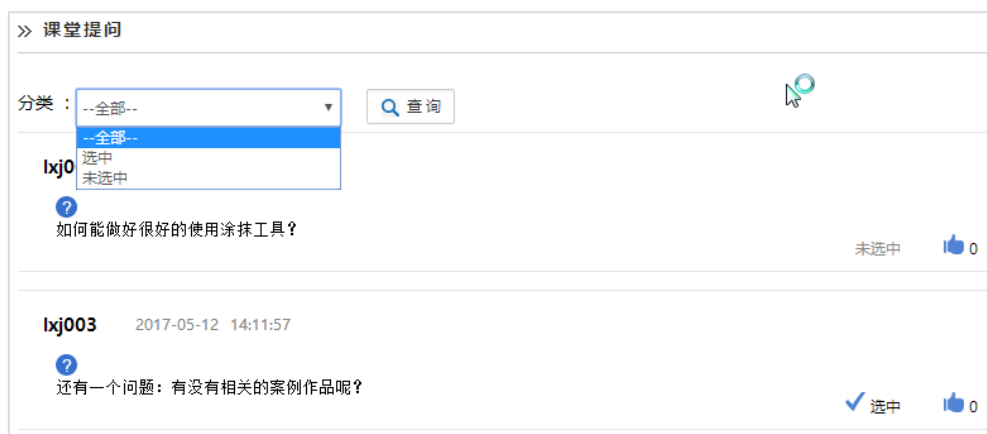 » 课堂提问
分类 : --全部-- 查询
--全部--
选中
未选中
lxj0
如何能做好很好的使用涂抹工具？
未选中 0
lxj003 2017-05-12 14:11:57
还有一个问题：有没有相关的案例作品呢？
选中 0